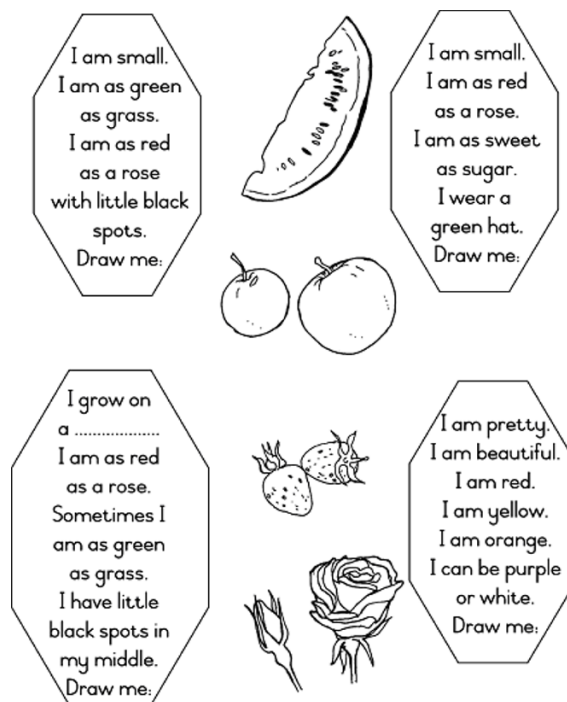 I am small.
I am as green
as grass.
I am as red
as a rose
with little black
spots.
Draw me:
I am small.
I am as red
as a rose.
I am as sweet
as sugar.
I wear a
green hat.
Draw me:
I grow on
a ...................
I am as red
as a rose.
Sometimes I
am as green
as grass.
I have little
black spots in
my middle.
Draw me:
I am pretty.
I am beautiful.
I am red.
I am yellow.
I am orange.
I can be purple
or white.
Draw me: